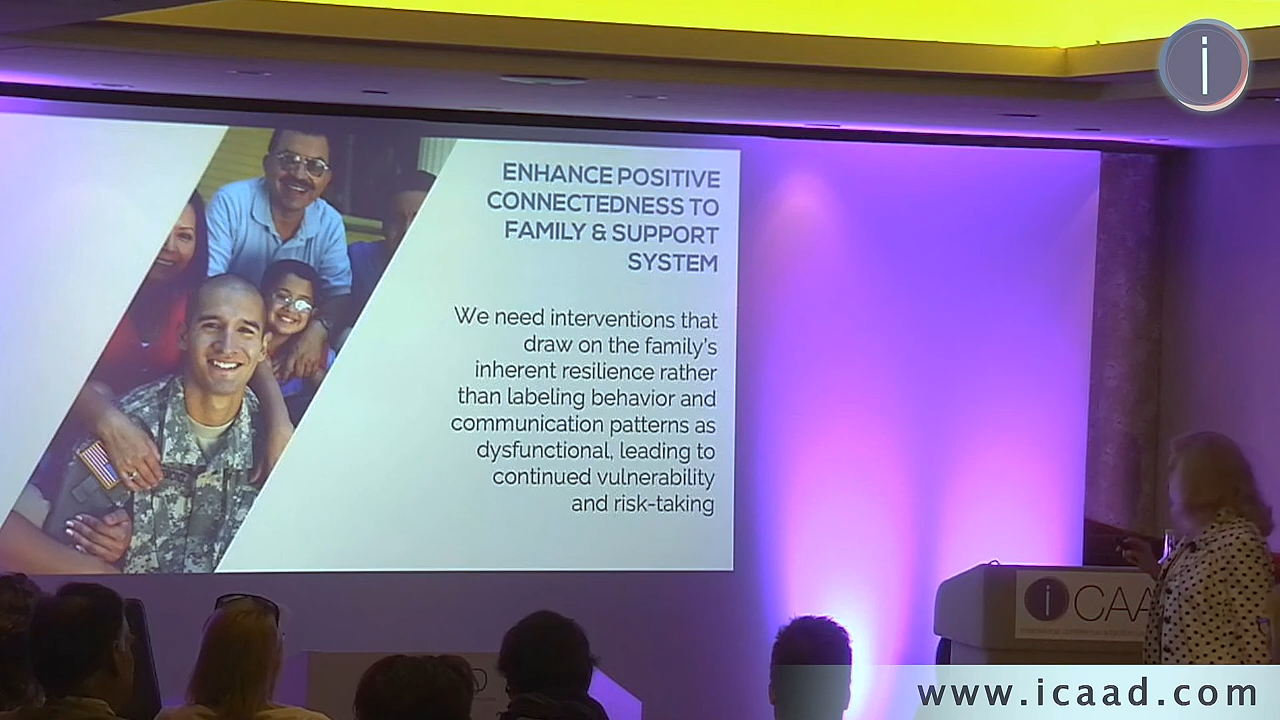 i
ENHANCE POSITIVE
CONNECTEDNESS TO
FAMILY & SUPPORT
SYSTEM
We need interventions that
draw on the family's
inherent resilience rather
than labeling behavior and
communication patterns as
dysfunctional, leading to
continued vulnerability
and risk-taking
i CAA
www.icaad.com